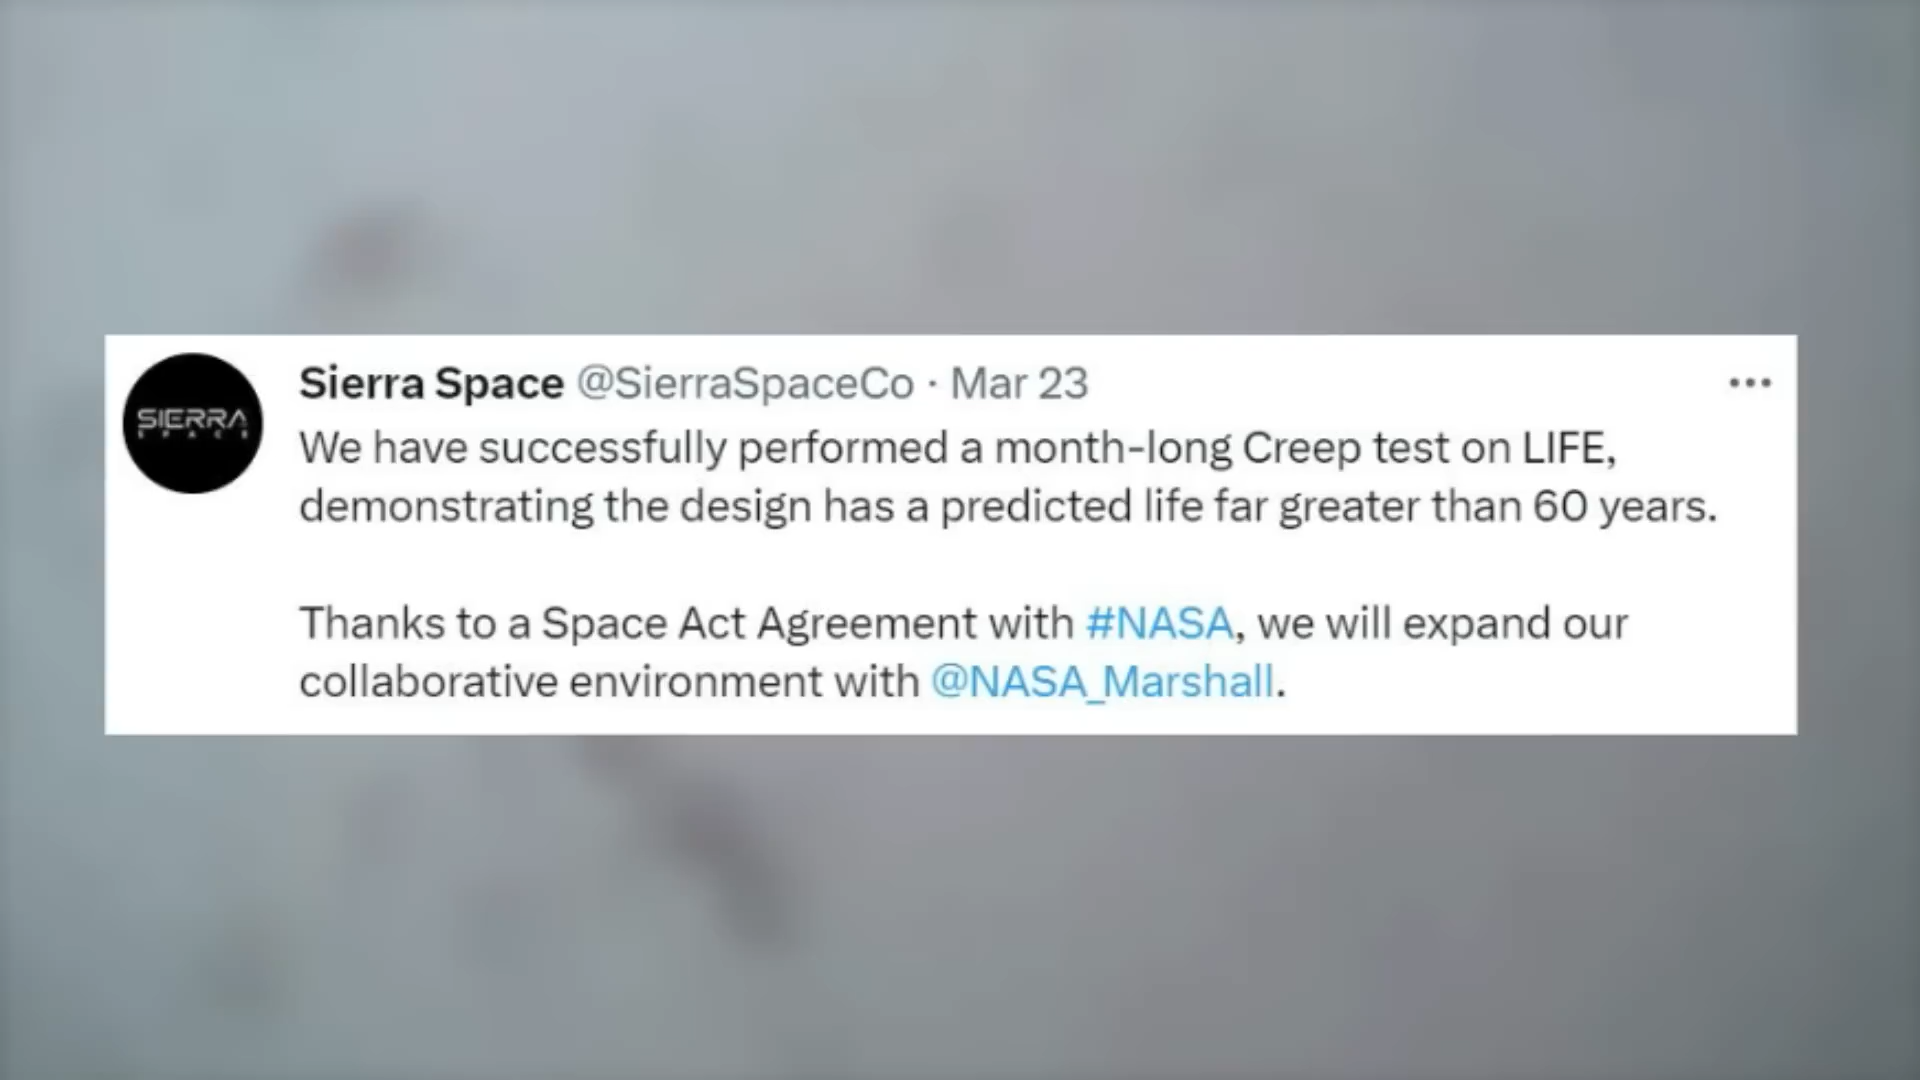 SIERRA
SPACE
Sierra Space @SierraSpaceCo · Mar 23
We have successfully performed a month-long Creep test on LIFE,
demonstrating the design has a predicted life far greater than 60 years.
Thanks to a Space Act Agreement with #NASA, we will expand our
collaborative environment with @NASA_Marshall.